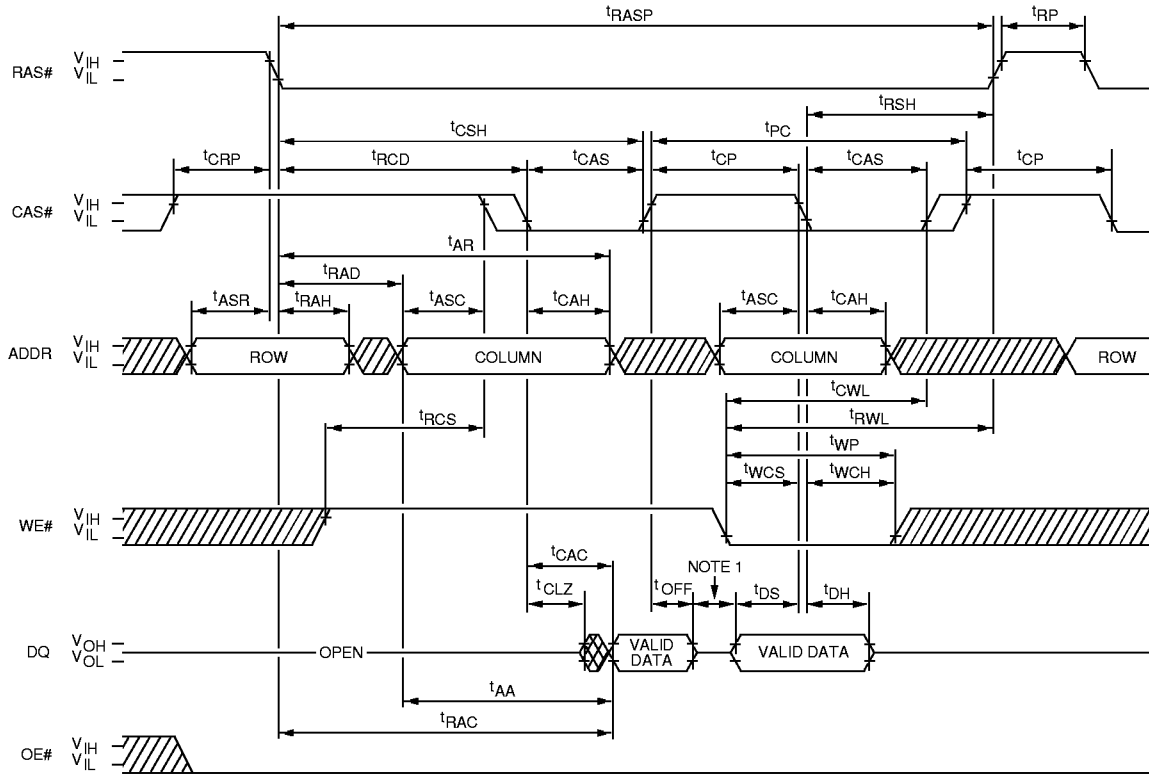 tRASP tRP
RAS# VIH
VIL
tRSH
tCSH tPC
tCRP tRCD tCAS tCP tCAS tCP
CAS# VIH
VIL
tAR
tRAD
tASR tRAH tASC tCAH tASC tCAH
ADDR VIH
VIL
ROW COLUMN COLUMN ROW
tCWL
tRCS tRWL
tWP
tWCS tWCH
WE# VIH
VIL
tCAC NOTE 1
tCLZ tOFF tDS tDH
DQ VOH
VOL
OPEN VALID DATA VALID DATA
tAA
tRAC
OE# VIH
VIL